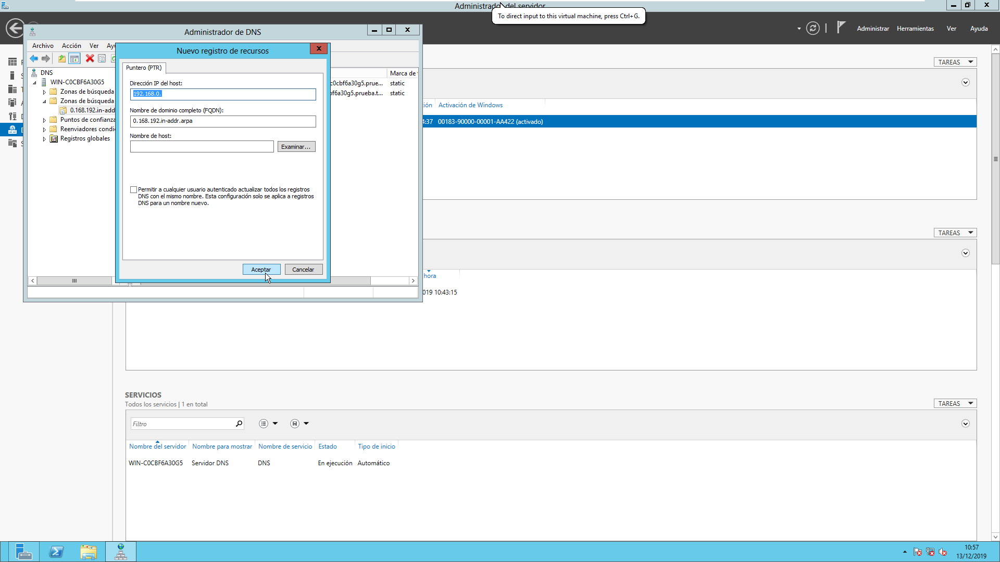 Administrador del servidor
To direct input to this virtual machine, press Ctrl+G.
Administrar Herramientas Ver Ayuda
Administrador de DNS
Archivo Acción Ver
Nuevo registro de recursos
Puntero (PTR)
Dirección IP del host:
192.168.0.
Nombre de dominio completo (FQDN):
0.168.192.in-addr.arpa
Nombre de host:
Examinar...
Permitir a cualquier usuario autenticado actualizar todos los registros
DNS con el mismo nombre. Esta configuración solo se aplica a registros
DNS para un nombre nuevo.
Aceptar Cancelar
DNS
WIN-C0CBF6A30G5
Zonas de búsqueda
Zonas de búsqueda
0.168.192.in-add
Puntos de confianza
Reenviadores condi
Registros globales
Marca de
c0cbf6a30g5.prue... static
bf6a30g5.prueba.t... static
TAREAS
ión Activación de Windows
4:37 00183-90000-00001-AA422 (activado)
TAREAS
hora
019 10:43:15
SERVICIOS
Todos los servicios | 1 en total
TAREAS
Filtro
Nombre del servidor Nombre para mostrar Nombre de servicio Estado Tipo de inicio
WIN-C0CBF6A30G5 Servidor DNS DNS En ejecución Automático
10:57
13/12/2019